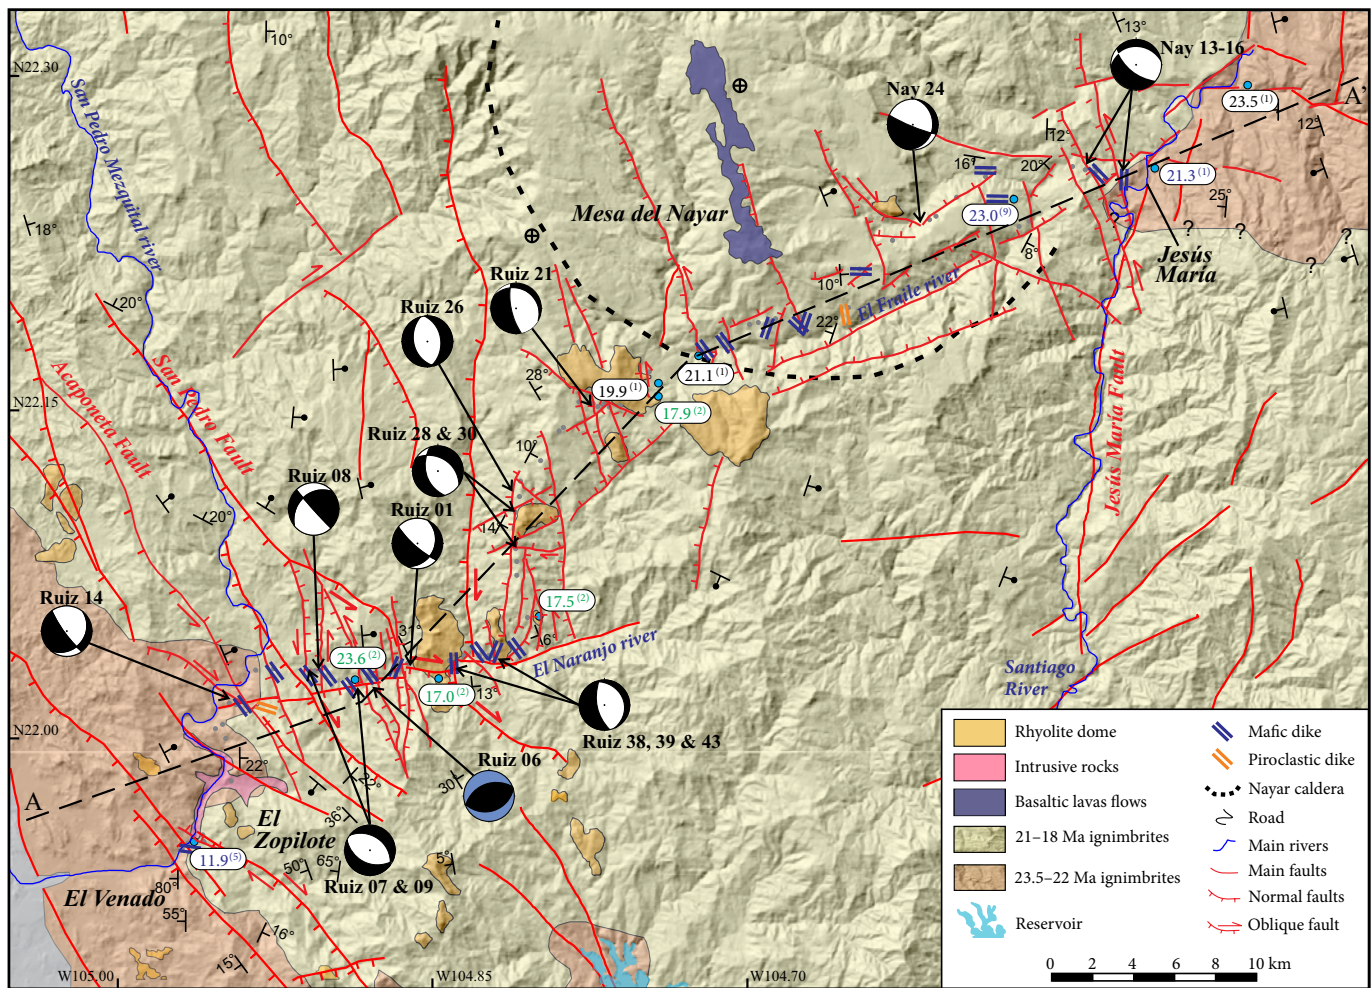 N22.30
10°
13°
Nay 13-16
A'
San Pedro Mezquital river
Nay 24
23.5 (1)
12°
12°
16°
20°
21.3 (1)
25°
18°
Mesa del Nayar
23.0 (9)
?
?
?
?
?
8°
Jesús
María
Ruiz 21
10°
El Fraile river
20°
Ruiz 26
22°
Acaponeta Fault
San Pedro Fault
28°
21.1 (1)
19.9 (1)
17.9 (2)
Jesús María Fault
N22.15
Ruiz 28 & 30
10°
Ruiz 08
Ruiz 01
20°
14
Ruiz 14
17.5 (2)
31°
6°
23.6 (2)
El Naranjo river
17.0 (2)
13°
Santiago
River
N22.00
Ruiz 38, 39 & 43
22°
22°
30°
Ruiz 06
A
36°
El
Zopilote
11.9 (5)
50°
65°
5°
80°
Ruiz 07 & 09
El Venado
55°
16°
15°
W105.00
W104.85
W104.70
Rhyolite dome
Intrusive rocks
Basaltic lavas flows
21–18 Ma ignimbrites
23.5–22 Ma ignimbrites
Reservoir
Mafic dike
Piroclastic dike
Nayar caldera
Road
Main rivers
Main faults
Normal faults
Oblique fault
0 2 4 6 8 10 km